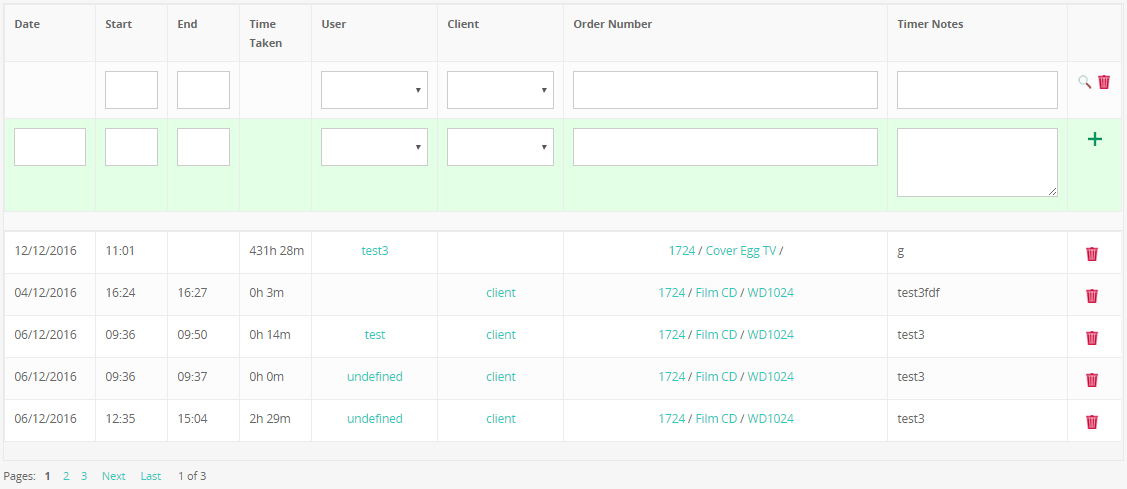 Date Start End Time Taken User Client Order Number Timer Notes
12/12/2016 11:01 431h 28m test3 1724 / Cover Egg TV / g
04/12/2016 16:24 16:27 0h 3m client 1724 / Film CD / WD1024 test3fdf
06/12/2016 09:36 09:50 0h 14m test client 1724 / Film CD / WD1024 test3
06/12/2016 09:36 09:37 0h 0m undefined client 1724 / Film CD / WD1024 test3
06/12/2016 12:35 15:04 2h 29m undefined client 1724 / Film CD / WD1024 test3
Pages: 1 2 3 Next Last 1 of 3